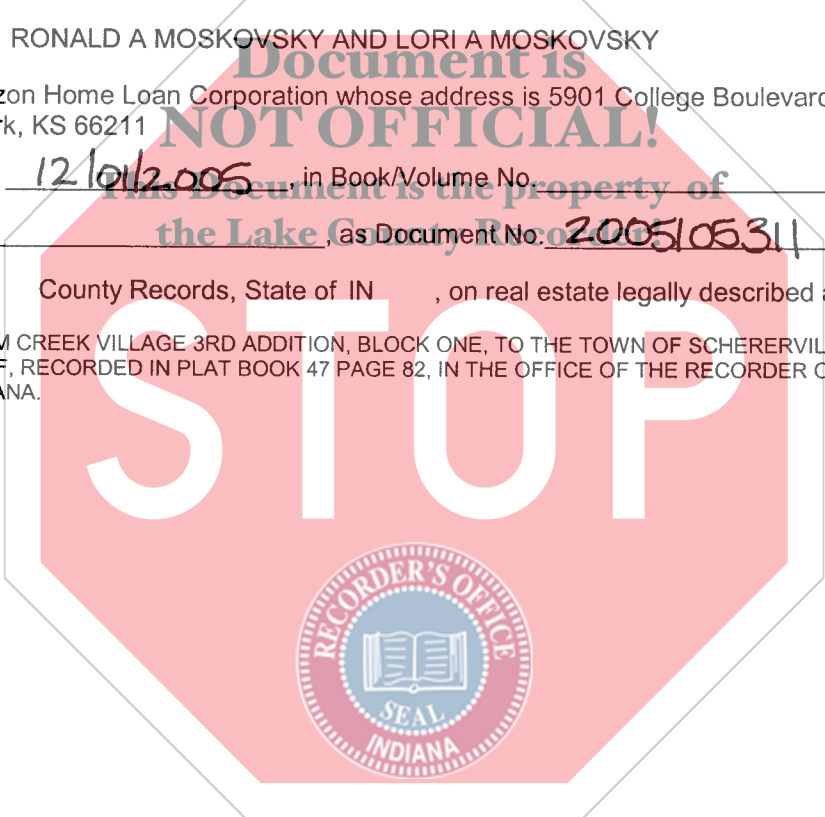 RONALD A MOSKOVSKY AND LORI A MOSKOVSKY
Document is
zon Home Loan Corporation whose address is 5901 College Boulevard
rk, KS 66211
NOT OFFICIAL!
12/01/2005, in Book/Volume No.
This Document is the property of
the Lake County Recorder!
, as Document No. 2005105311
County Records, State of IN , on real estate legally described a
M CREEK VILLAGE 3RD ADDITION, BLOCK ONE, TO THE TOWN OF SCHERERVIL
F, RECORDED IN PLAT BOOK 47 PAGE 82, IN THE OFFICE OF THE RECORDER O
ANA.
STOP
RECORDER'S OFFICE
SEAL
INDIANA